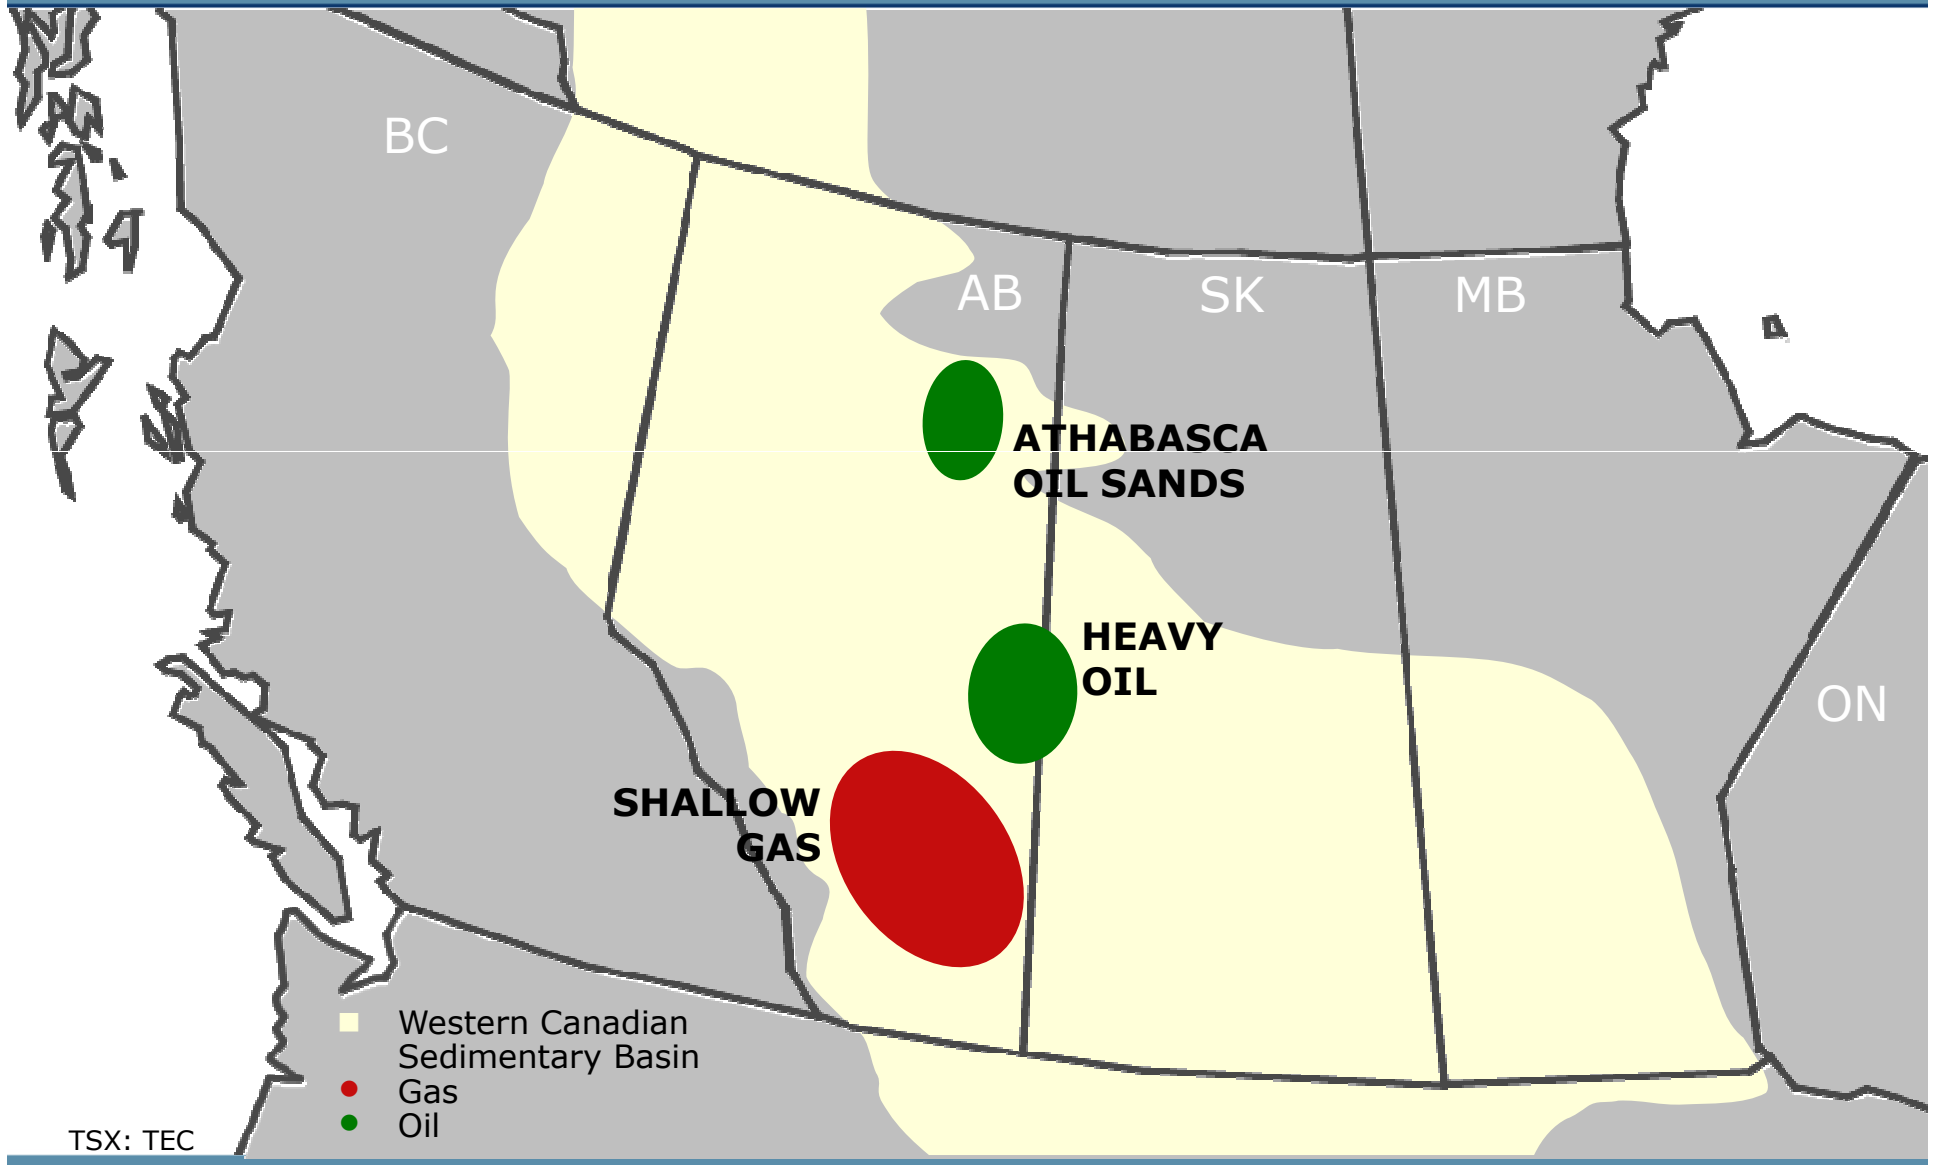 BC
AB
SK
MB
ATHABASCA
OIL SANDS
HEAVY
OIL
ON
SHALLOW
GAS
Western Canadian
Sedimentary Basin
Gas
Oil
TSX: TEC